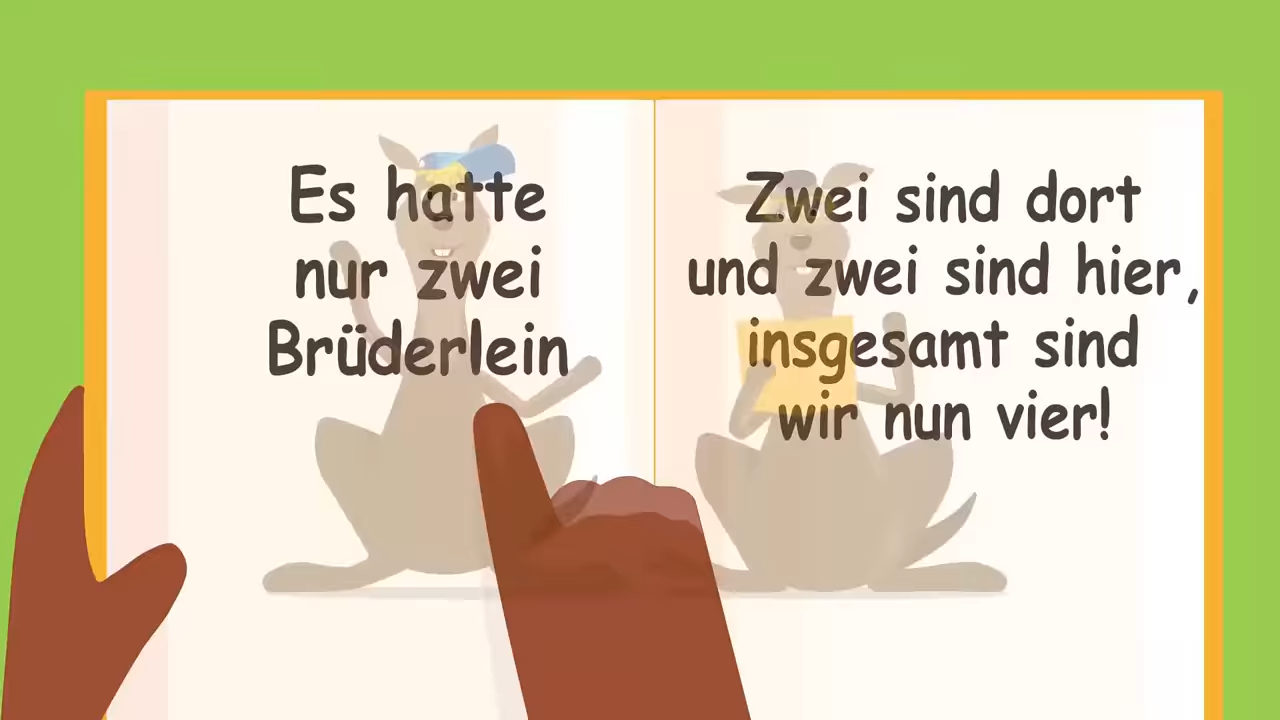 Es hatte
nur zwei
Brüderlein
Zwei sind dort
und zwei sind hier,
insgesamt sind
wir nun vier!